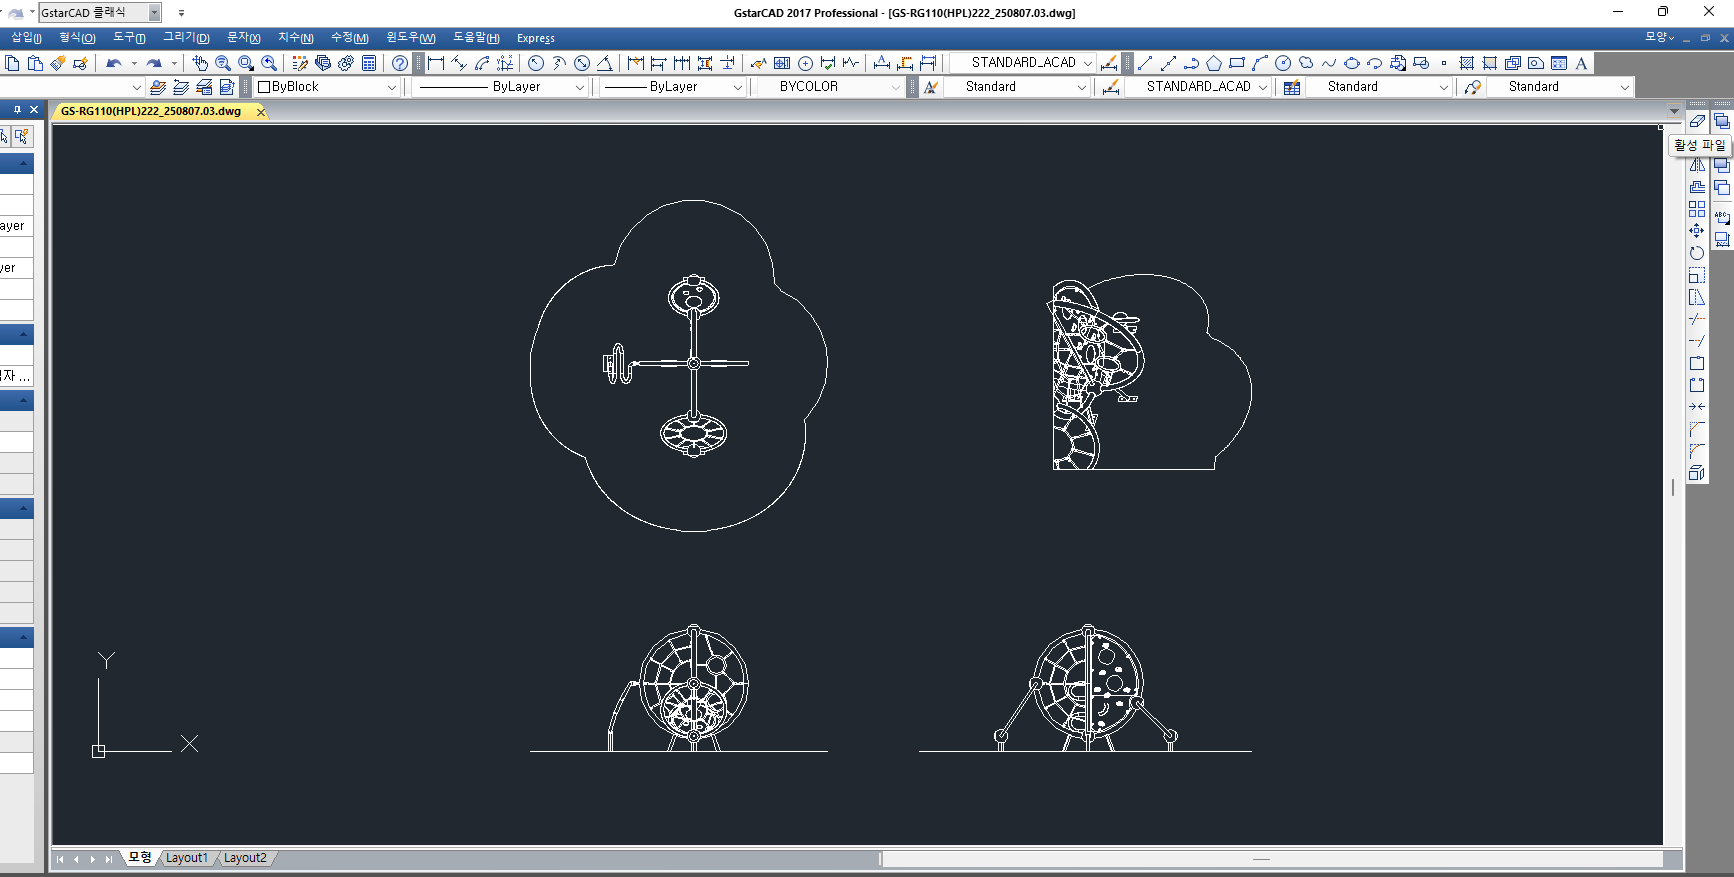 GstarCAD 클래식
GstarCAD 2017 Professional - [GS-RG110(HPL)222_250807.03.dwg]
삽입(I) 형식(O) 도구(T) 그리기(D) 문자(X) 치수(N) 수정(M) 윈도우(W) 도움말(H) Express 모양
STANDARD_ACAD
ByBlock ByLayer ByLayer BYCOLOR Standard STANDARD_ACAD Standard Standard
GS-RG110(HPL)222_250807.03.dwg
활성 파일
ABC
ayer
yer
자 ...
Y
X
모형 Layout1 Layout2